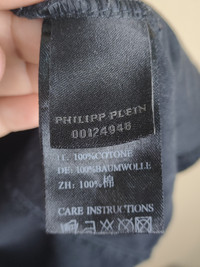 PHILIPP PLEIN
00124948
IT: 100%COTONE
DE: 100%BAUMWOLLE
ZH: 100%棉
CARE INSTRUCTIONS